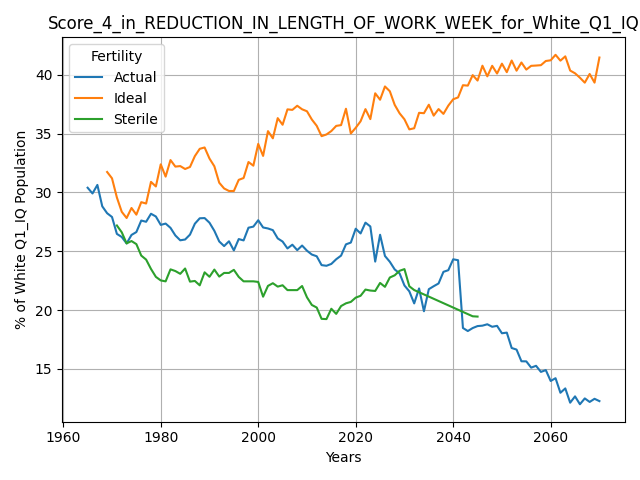 Score_4_in_REDUCTION_IN_LENGTH_OF_WORK_WEEK_for_White_Q1_IQ
Fertility
Actual
Ideal
Sterile
% of White Q1_IQ Population
40
35
30
25
20
15
1960 1980 2000 2020 2040 2060
Years